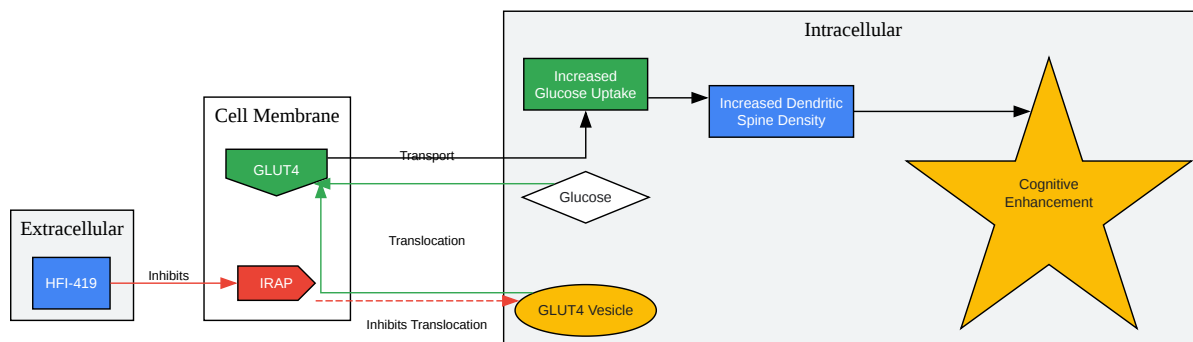 Intracellular
Increased
Glucose Uptake
Increased Dendritic
Spine Density
Cell Membrane
GLUT4
Transport
Glucose
Cognitive
Enhancement
Extracellular
Translocation
HFI-419
Inhibits
IRAP
GLUT4 Vesicle
Inhibits Translocation